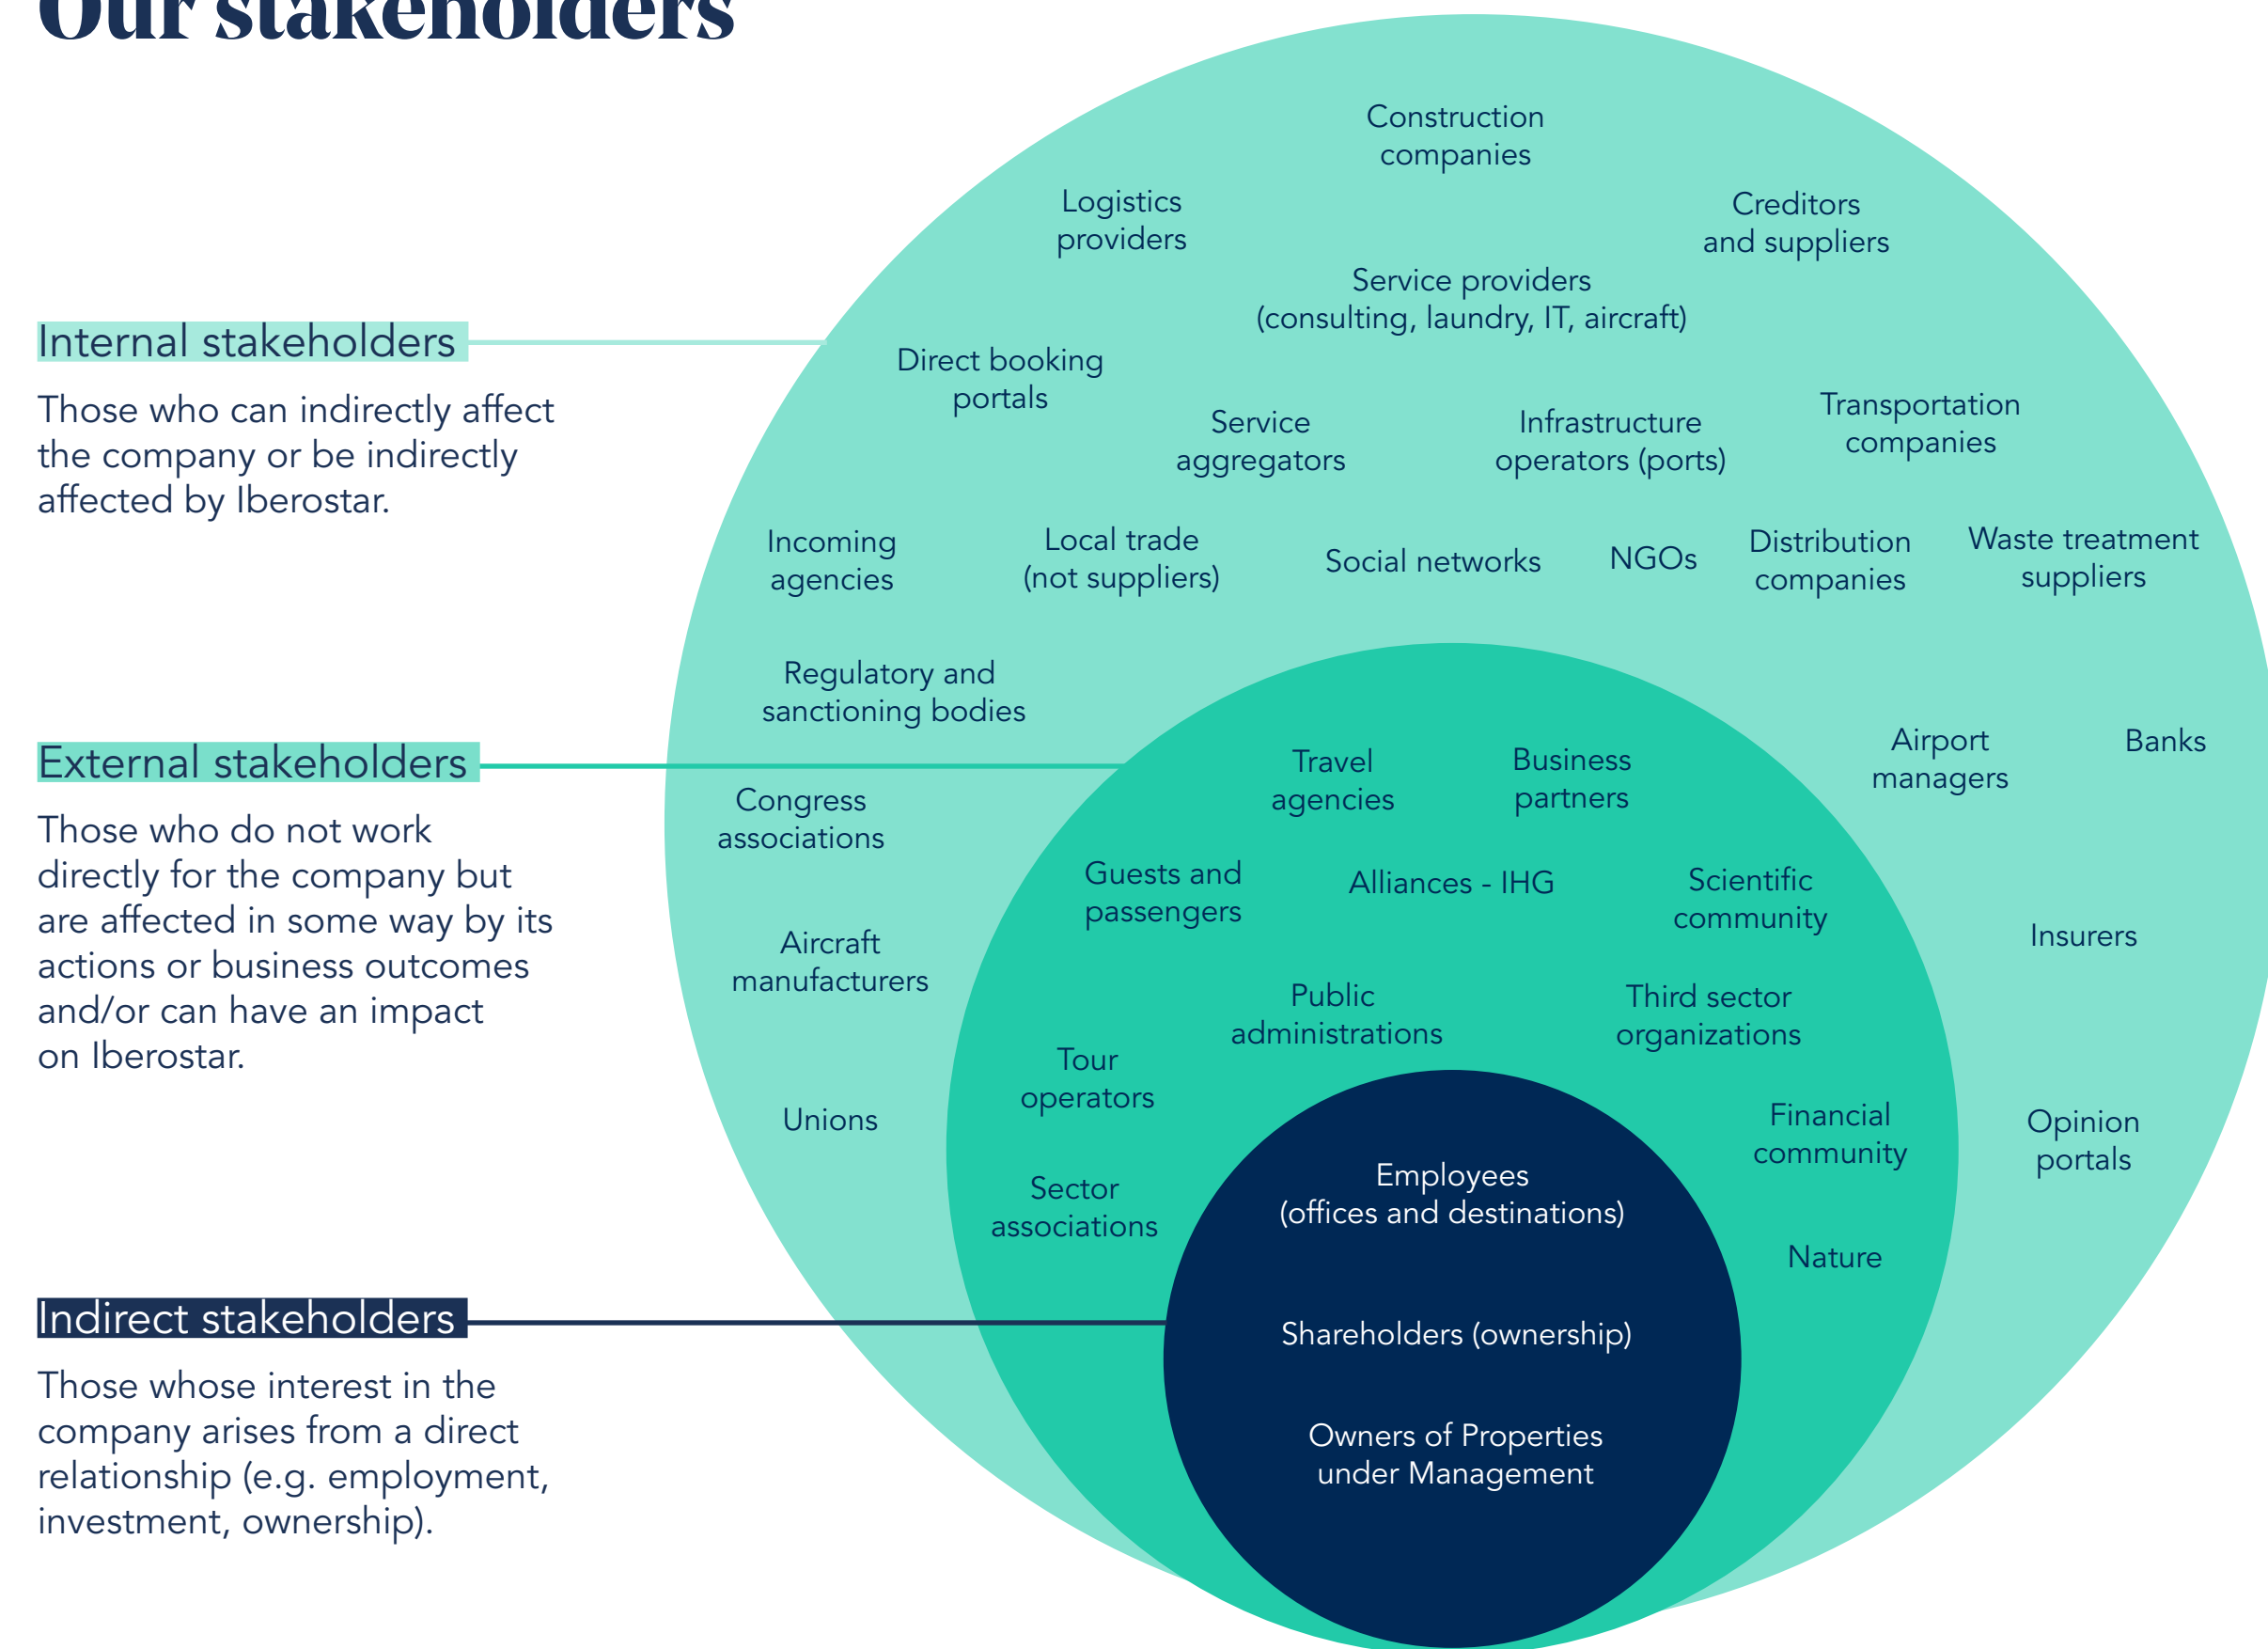 Our stakeholders
Internal stakeholders
Those who can indirectly affect
the company or be indirectly
affected by Iberostar.
External stakeholders
Those who do not work
directly for the company but
are affected in some way by its
actions or business outcomes
and/or can have an impact
on Iberostar.
Indirect stakeholders
Those whose interest in the
company arises from a direct
relationship (e.g. employment,
investment, ownership).
Construction
companies
Logistics
providers
Creditors
and suppliers
Service providers
(consulting, laundry, IT, aircraft)
Direct booking
portals
Service
aggregators
Infrastructure
operators (ports)
Transportation
companies
Incoming
agencies
Local trade
(not suppliers)
Social networks
NGOs
Distribution
companies
Waste treatment
suppliers
Regulatory and
sanctioning bodies
Airport
managers
Banks
Congress
associations
Aircraft
manufacturers
Insurers
Unions
Opinion
portals
Travel
agencies
Business
partners
Guests and
passengers
Alliances - IHG
Scientific
community
Public
administrations
Third sector
organizations
Tour
operators
Financial
community
Sector
associations
Nature
Employees
(offices and destinations)
Shareholders (ownership)
Owners of Properties
under Management